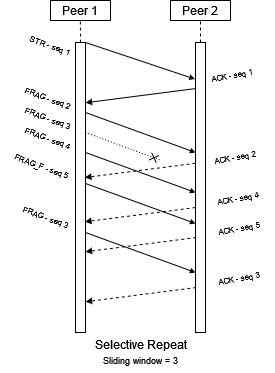 Peer 1
Peer 2
STR - seq 1
ACK - seq 1
FRAG - seq 2
FRAG - seq 3
FRAG - seq 4
ACK - seq 2
FRAG_F - seq 5
ACK - seq 4
FRAG - seq 3
ACK - seq 5
ACK - seq 3
Selective Repeat
Sliding window = 3